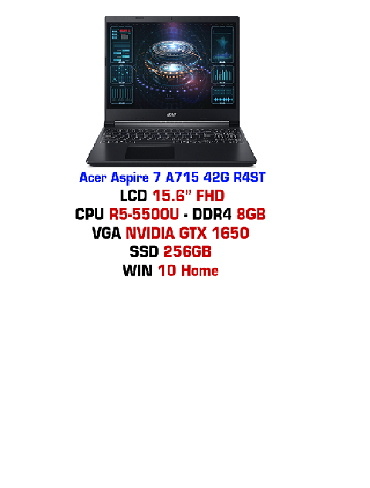 acer
Acer Aspire 7 A715 42G R4ST
LCD 15.6" FHD
CPU R5-5500U - DDR4 8GB
VGA NVIDIA GTX 1650
SSD 256GB
WIN 10 Home